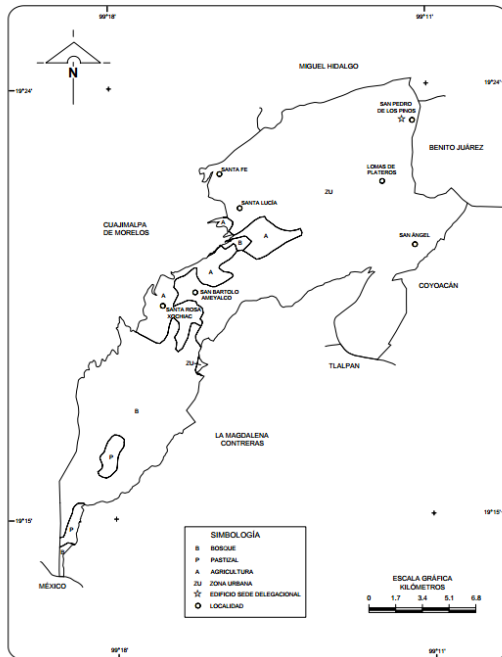 99°18'
99°11'
N
19°24'
19°24'
MIGUEL HIDALGO
SAN PEDRO
DE LOS PINOS
BENITO JUÁREZ
LOMAS DE
PLATEROS
SANTA FE
SANTA LUCÍA
ZU
CUAJIMALPA
DE MORELOS
A
A
B
SAN ÁNGEL
A
COYOACÁN
SAN BARTOLO
AMEYALCO
A
SANTA ROSA
XOCHIAC
ZU
TLALPAN
B
LA MAGDALENA
CONTRERAS
P
19°15'
19°15'
P
B
MÉXICO
SIMBOLOGÍA
B BOSQUE
P PASTIZAL
A AGRICULTURA
ZU ZONA URBANA
EDIFICIO SEDE DELEGACIONAL
LOCALIDAD
ESCALA GRÁFICA
KILÓMETROS
0 1.7 3.4 5.1 6.8
99°18'
99°11'